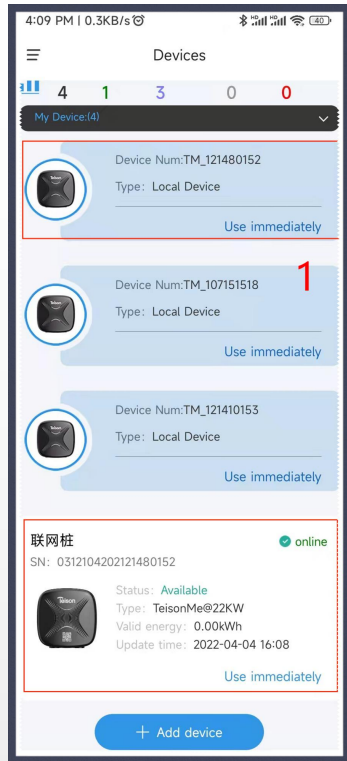 4:09 PM | 0.3KB/s 40
Devices
4 1 3 0 0
My Device:(4)
Device Num:TM_121480152
Type: Local Device
Use immediately
1
Device Num:TM_107151518
Type: Local Device
Use immediately
Device Num:TM_121410153
Type: Local Device
Use immediately
联网桩 online
SN: 0312104202121480152
Teison
Status: Available
Type: TeisonMe@22KW
Valid energy: 0.00kWh
Update time: 2022-04-04 16:08
Use immediately
+ Add device